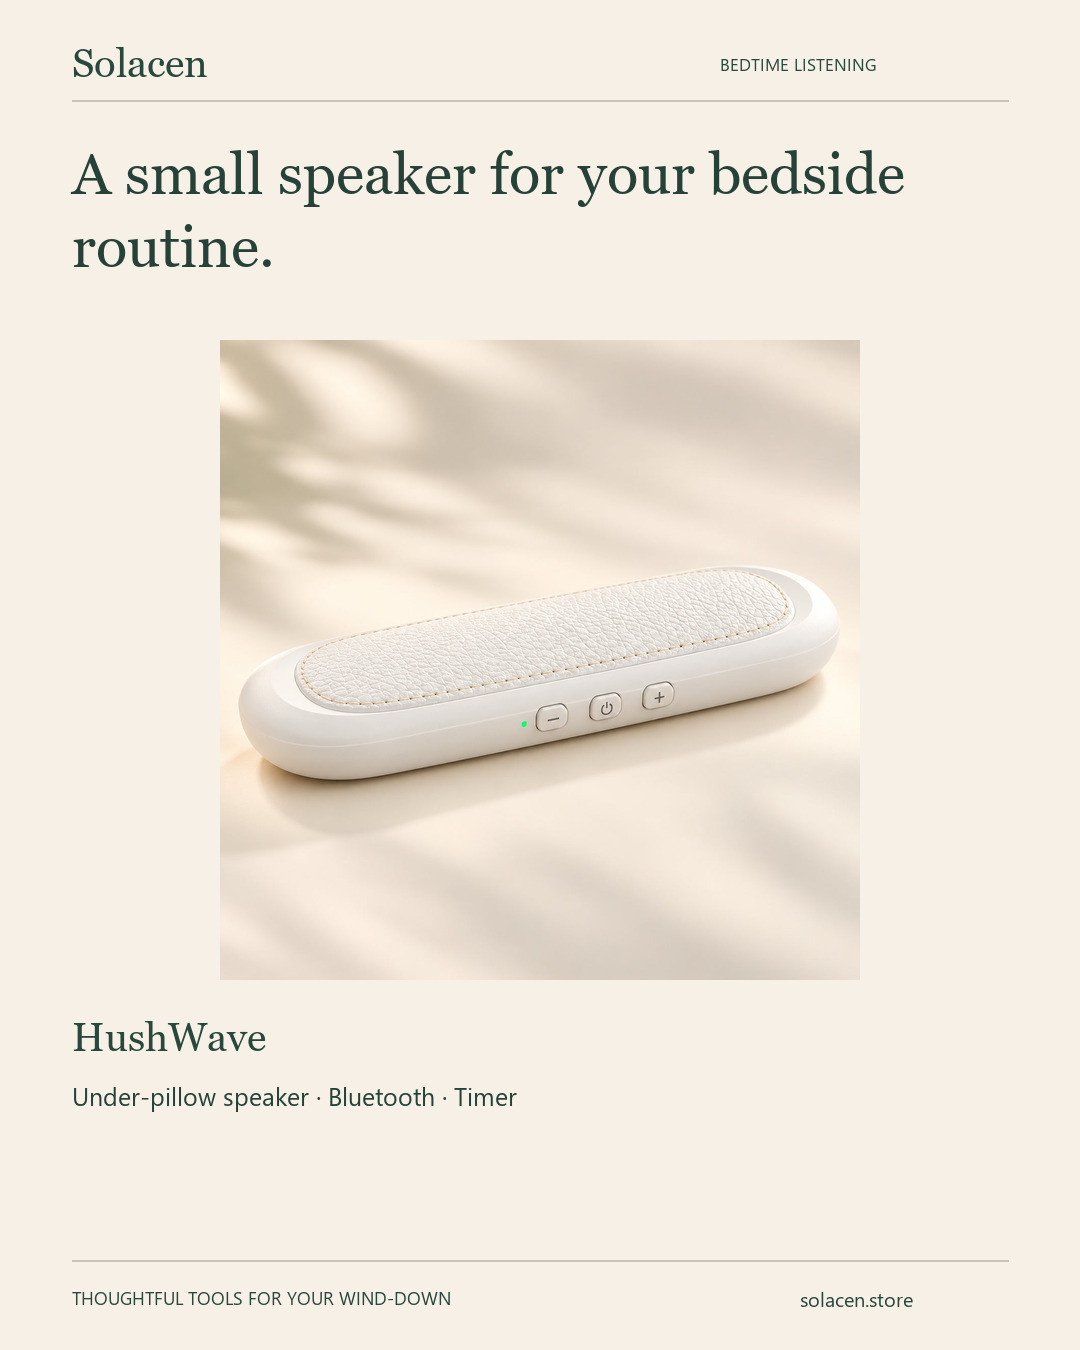 Solacen
BEDTIME LISTENING
A small speaker for your bedside
routine.
HushWave
Under-pillow speaker · Bluetooth · Timer
THOUGHTFUL TOOLS FOR YOUR WIND-DOWN
solacen.store